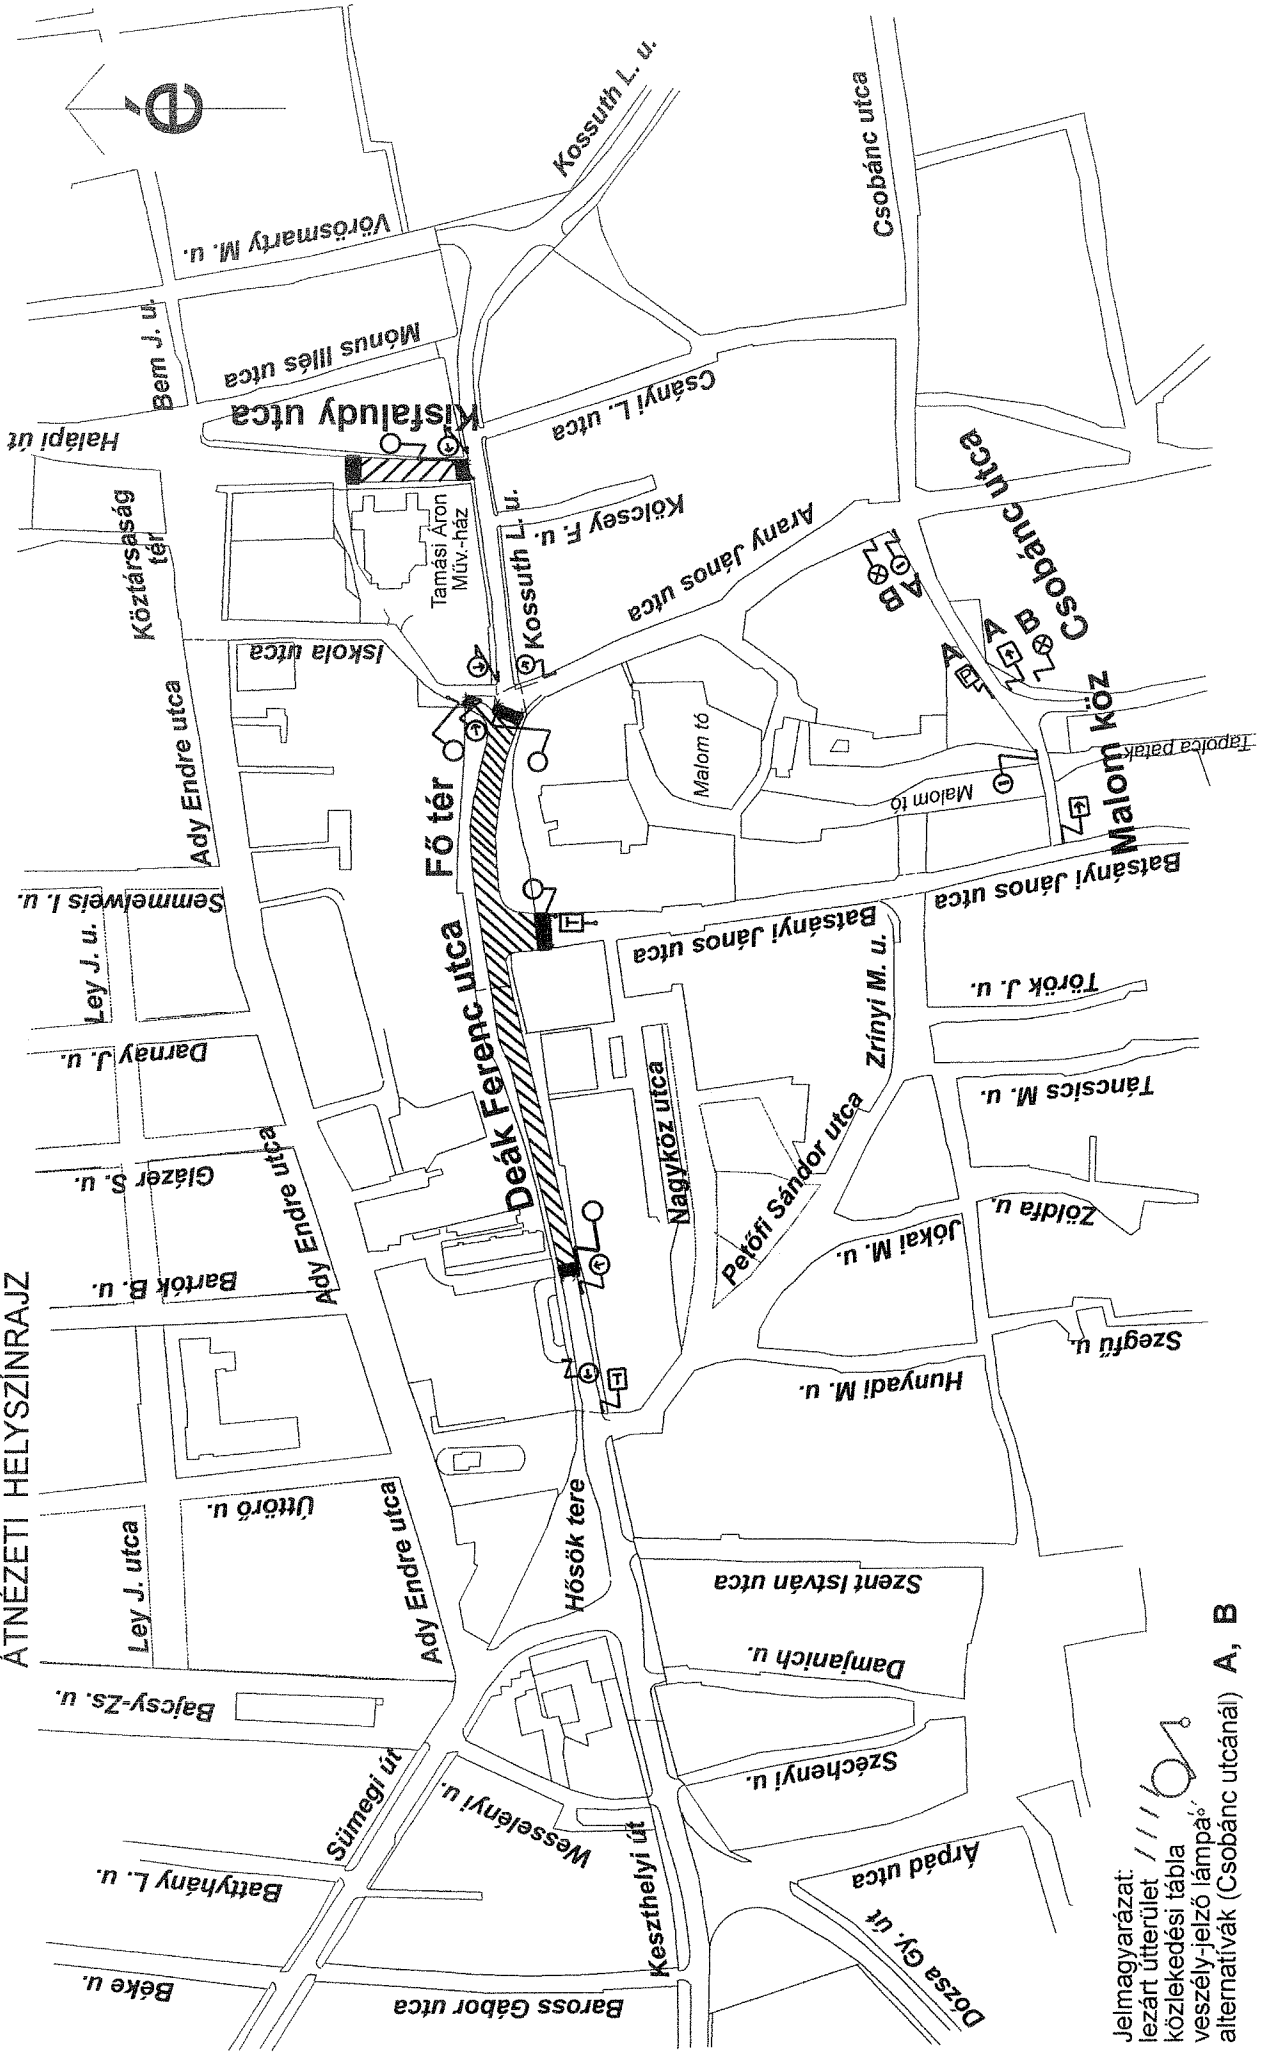 ÁTNÉZETI HELYSZÍNRAJZ
é
Béke u.
Battyhány L. u.
Bajcsy-Zs. u.
Ley J. utca
Úttörő u.
Bartók B. u.
Glázer S. u.
Darnay J. u.
Ley J. u.
Semmelweis I. u.
Köztársaság
tér
Halápi út
Bem J. u.
Vörösmarty M. u.
Mónus Illés utca
Kisfaludy utca
Sümegi út
Wesselényi u.
Ady Endre utca
Ady Endre utca
Ady Endre utca
Iskola utca
Tamási Áron
Műv.-ház
Kossuth L. u.
Kossuth L. u.
Baross Gábor utca
Keszthelyi út
Hősök tere
Deák Ferenc utca
Fő tér
Nagyköz utca
Petőfi Sándor utca
Zrínyi M. u.
Batsányi János utca
Batsányi János utca
Malom tó
Malom tó
Tapolca patak
Malom köz
Arany János utca
Kölcsey F. u.
Csányi L. utca
Csobánc utca
Csobánc utca
A
B
A
A
B
Dózsa Gy. út
Árpád utca
Széchenyi u.
Damjanich u.
Szent István utca
Hunyadi M. u.
Szegfű u.
Jókai M. u.
Zöldfa u.
Táncsics M. u.
Török J. u.
Jelmagyarázat:
lezárt útterület
közlekedési tábla
veszély-jelző lámpa
alternatívák (Csobánc utcánál) A, B